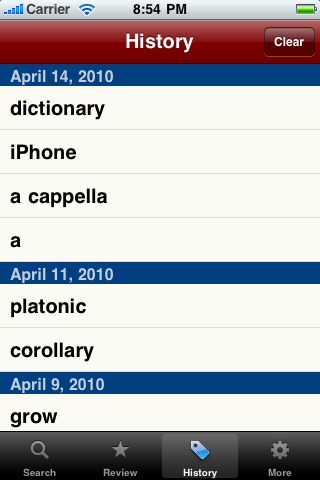 Carrier 8:54 PM
History Clear
April 14, 2010
dictionary
iPhone
a cappella
a
April 11, 2010
platonic
corollary
April 9, 2010
grow
Search Review History More